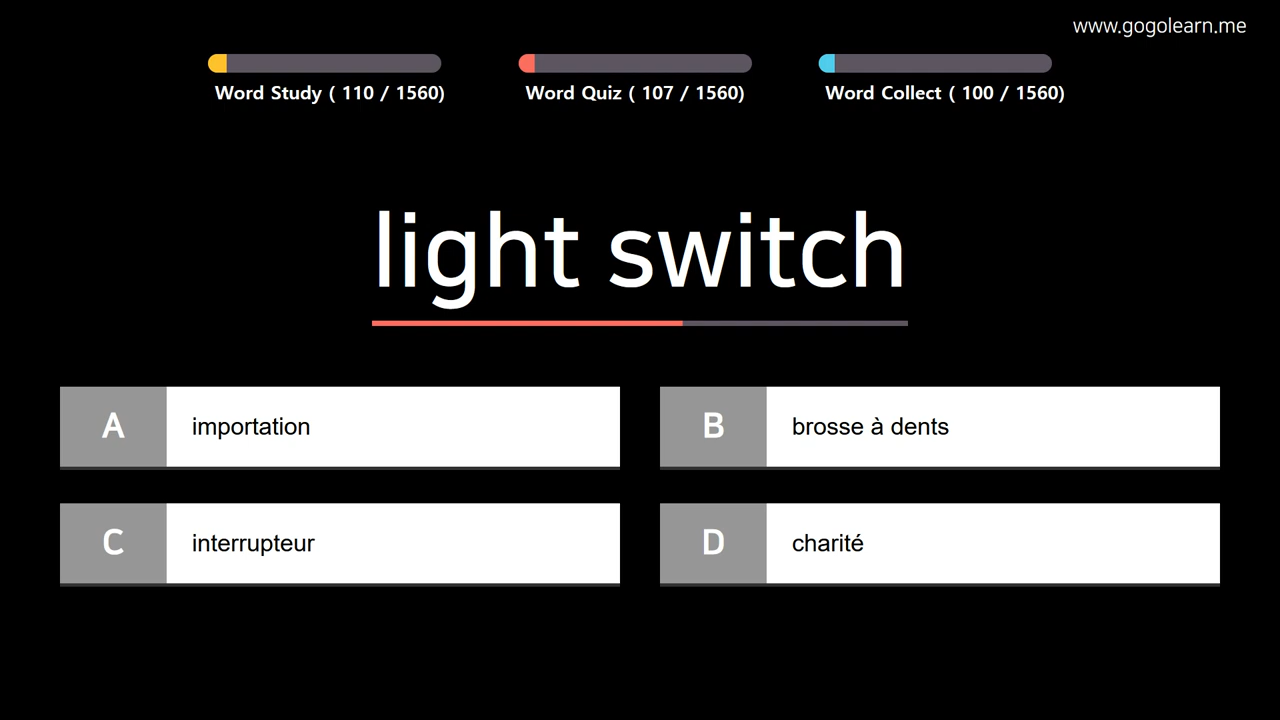 www.gogolearn.me
Word Study ( 110 / 1560)
Word Quiz ( 107 / 1560)
Word Collect ( 100 / 1560)
light switch
A importation
B brosse à dents
C interrupteur
D charité